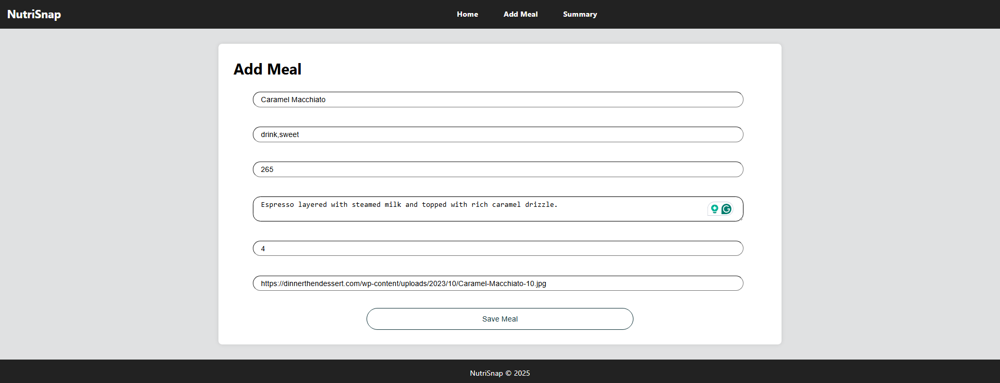 NutriSnap
Home Add Meal Summary
Add Meal
Caramel Macchiato
drink,sweet
265
Espresso layered with steamed milk and topped with rich caramel drizzle.
4
https://dinnerthendessert.com/wp-content/uploads/2023/10/Caramel-Macchiato-10.jpg
Save Meal
NutriSnap © 2025